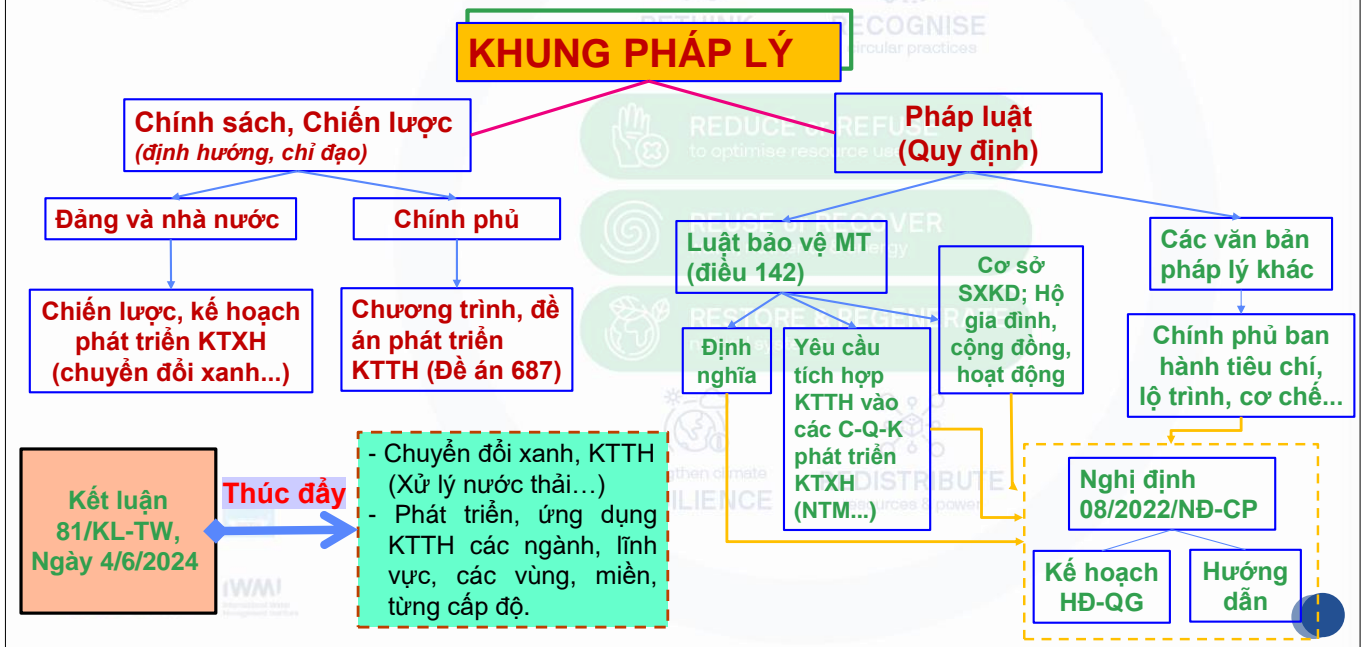 RETHINK
RECOGNISE
circular practices
KHUNG PHÁP LÝ
Chính sách, Chiến lược
(định hướng, chỉ đạo)
REDUCE or REFUSE
to optimise resource use
Pháp luật
(Quy định)
Đảng và nhà nước
Chính phủ
REUSE or RECOVER
Luật bảo vệ MT
(điều 142)
Cơ sở
SXKD; Hộ
gia đình,
cộng đồng,
hoạt động
Các văn bản
pháp lý khác
Chiến lược, kế hoạch
phát triển KTXH
(chuyển đổi xanh...)
Chương trình, đề
án phát triển
KTTH (Đề án 687)
RESTORE & REGENERATE
Định
nghĩa
Yêu cầu
tích hợp
KTTH vào
các C-Q-K
phát triển
KTXH
(NTM...)
Chính phủ ban
hành tiêu chí,
lộ trình, cơ chế...
Kết luận
81/KL-TW,
Ngày 4/6/2024
Thúc đẩy
- Chuyển đổi xanh, KTTH
(Xử lý nước thải…)
- Phát triển, ứng dụng
KTTH các ngành, lĩnh
vực, các vùng, miền,
từng cấp độ.
climate
REDISTRIBUTE
& power
Nghị định
08/2022/NĐ-CP
Kế hoạch
HĐ-QG
Hướng
dẫn
IWMI
International Water
Management Institute